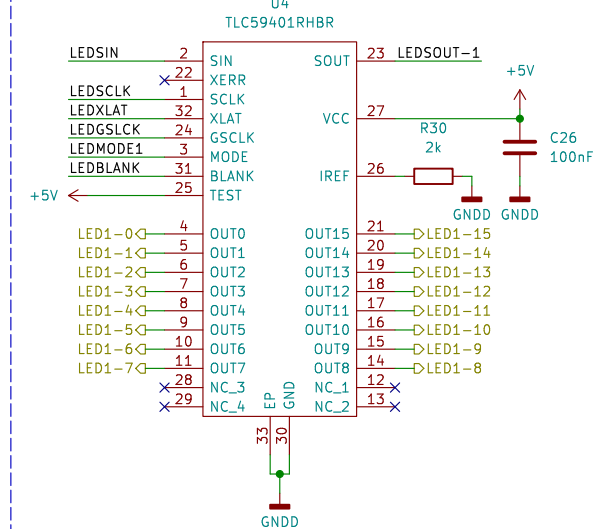 U4
TLC59401RHBR
LEDSIN 2 SIN SOUT 23 LEDSOUT-1
22 XERR
+5V
LEDSCLK 1 SCLK
LEDXLAT 32 XLAT VCC 27
R30
2k
C26
100nF
LEDGSLCK 24 GSCLK
LEDMODE1 3 MODE
LEDBLANK 31 BLANK IREF 26
+5V 25 TEST
GNDD GNDD
LED1-0 4 OUT0 OUT15 21 LED1-15
LED1-1 5 OUT1 OUT14 20 LED1-14
LED1-2 6 OUT2 OUT13 19 LED1-13
LED1-3 7 OUT3 OUT12 18 LED1-12
LED1-4 8 OUT4 OUT11 17 LED1-11
LED1-5 9 OUT5 OUT10 16 LED1-10
LED1-6 10 OUT6 OUT9 15 LED1-9
LED1-7 11 OUT7 OUT8 14 LED1-8
28 NC_3 NC_1 12
29 NC_4 NC_2 13
EP GND
33 30
GNDD